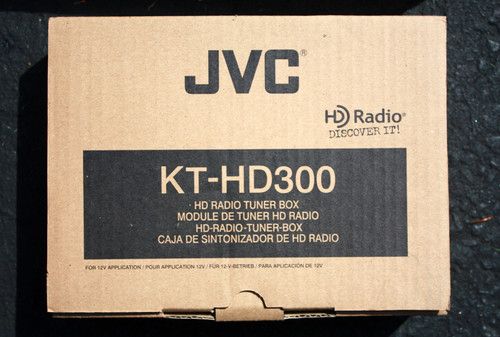 JVC®
HD Radio®
DISCOVER IT!
KT-HD300
HD RADIO TUNER BOX
MODULE DE TUNER HD RADIO
HD-RADIO-TUNER-BOX
CAJA DE SINTONIZADOR DE HD RADIO
FOR 12V APPLICATION / POUR APPLICATION 12V / FÜR 12-V-BETRIEB / PARA APLICACIÓN DE 12V